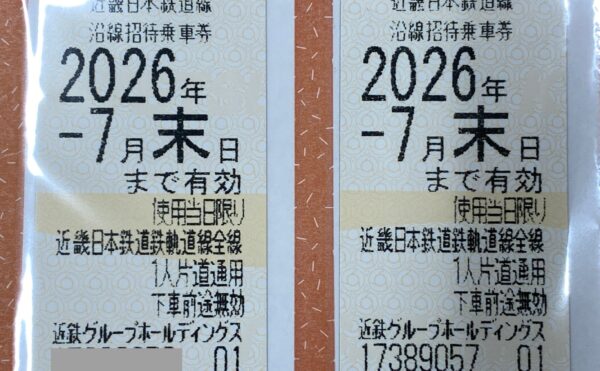 近畿日本鉄道線
沿線招待乗車券
2026年
-7月末日
まで有効
使用当日限り
近畿日本鉄道鉄軌道線全線
1人片道通用
下車前途無効
近鉄グループホールディングス
01
近畿日本鉄道線
沿線招待乗車券
2026年
-7月末日
まで有効
使用当日限り
近畿日本鉄道鉄軌道線全線
1人片道通用
下車前途無効
近鉄グループホールディングス
17389057 01